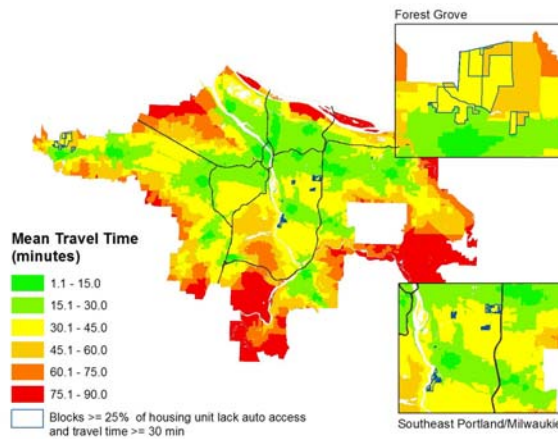 Forest Grove
Mean Travel Time
(minutes)
1.1 - 15.0
15.1 - 30.0
30.1 - 45.0
45.1 - 60.0
60.1 - 75.0
75.1 - 90.0
Blocks >= 25% of housing unit lack auto access
and travel time >= 30 min
Southeast Portland/Milwaukie